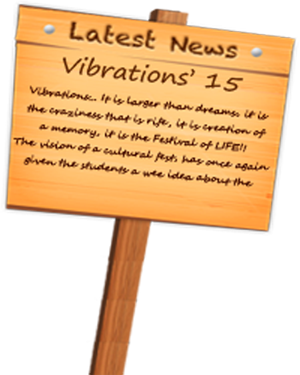 Latest News
Vibrations' 15
Vibrations... It is larger than dreams, it is
the craziness that is rife, it is creation of
a memory, it is the Festival of LIFE!!
The vision of a cultural fest, has once again
given the students a wee idea about the